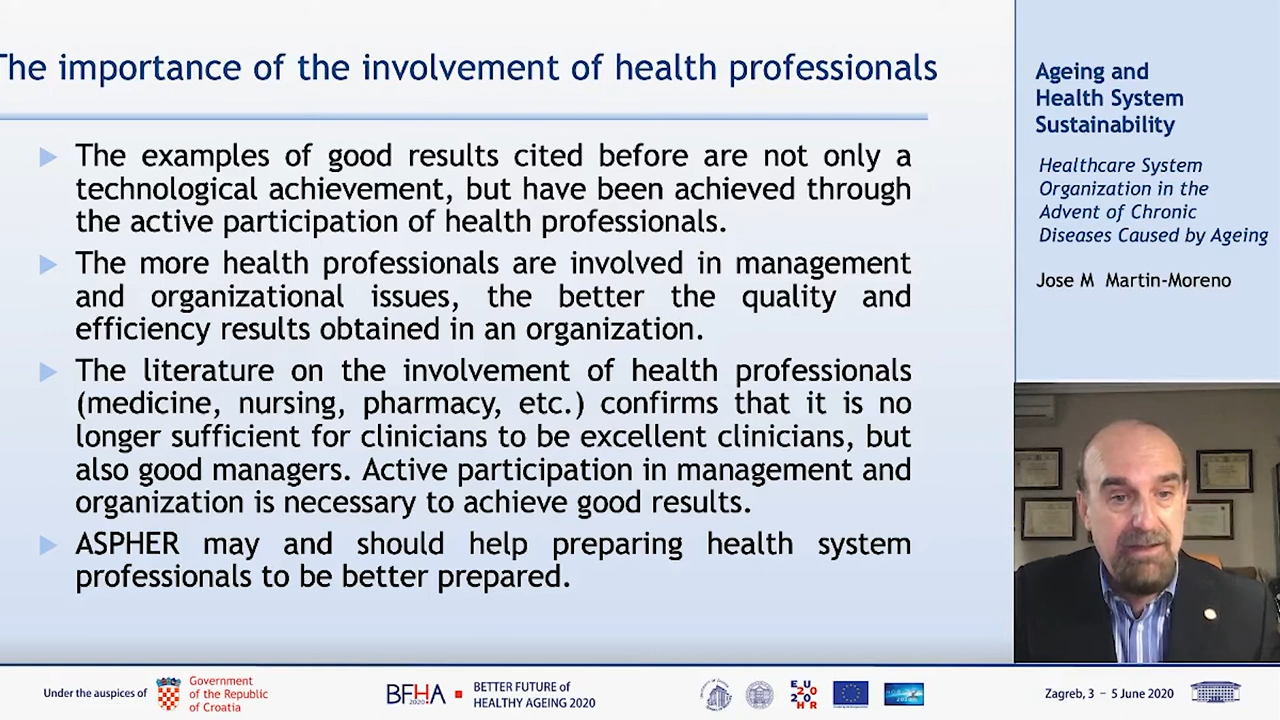 The importance of the involvement of health professionals
The examples of good results cited before are not only a
technological achievement, but have been achieved through
the active participation of health professionals.
The more health professionals are involved in management
and organizational issues, the better the quality and
efficiency results obtained in an organization.
The literature on the involvement of health professionals
(medicine, nursing, pharmacy, etc.) confirms that it is no
longer sufficient for clinicians to be excellent clinicians, but
also good managers. Active participation in management and
organization is necessary to achieve good results.
ASPHER may and should help preparing health system
professionals to be better prepared.
Ageing and
Health System
Sustainability
Healthcare System
Organization in the
Advent of Chronic
Diseases Caused by Ageing
Jose M Martin-Moreno
Under the auspices of
Government
of the Republic
of Croatia
BFHA
2020
BETTER FUTURE of
HEALTHY AGEING 2020
EU
20
20
HR
Zagreb, 3 – 5 June 2020